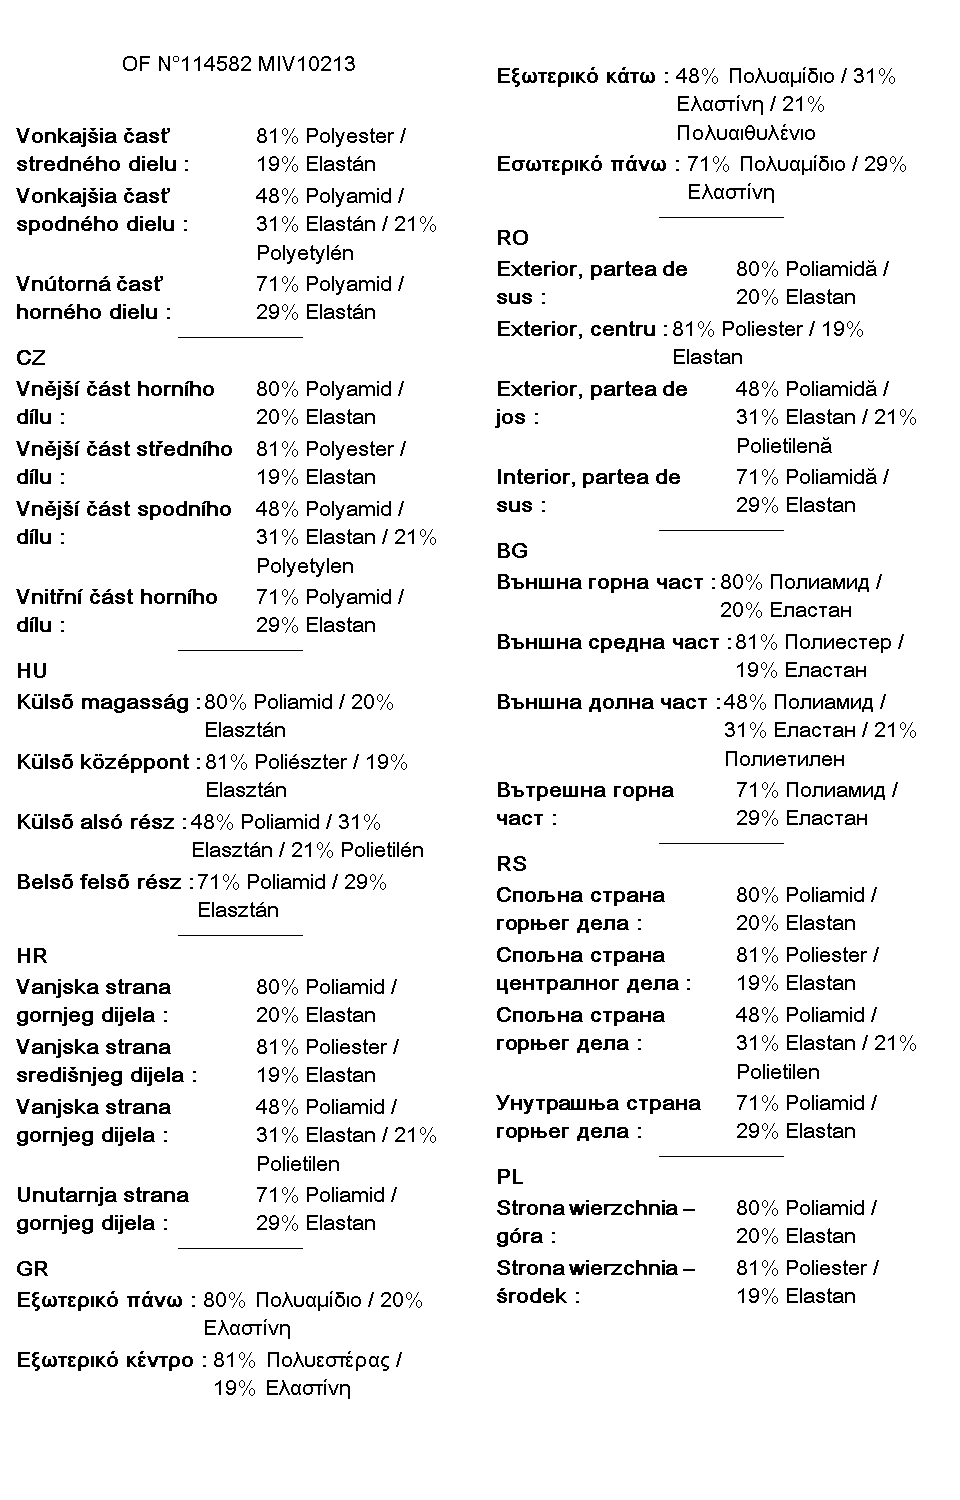 OF N°114582 MIV10213
Vonkajšia časť 81% Polyester /
stredného dielu : 19% Elastán
Vonkajšia časť 48% Polyamid /
spodného dielu : 31% Elastán / 21%
Polyetylén
Vnútorná časť 71% Polyamid /
horného dielu : 29% Elastán
CZ
Vnější část horního 80% Polyamid /
dílu : 20% Elastan
Vnější část středního 81% Polyester /
dílu : 19% Elastan
Vnější část spodního 48% Polyamid /
dílu : 31% Elastan / 21%
Polyetylen
Vnitřní část horního 71% Polyamid /
dílu : 29% Elastan
HU
Külső magasság : 80% Poliamid / 20%
Elasztán
Külső középpont : 81% Poliészter / 19%
Elasztán
Külső alsó rész : 48% Poliamid / 31%
Elasztán / 21% Polietilén
Belső felső rész : 71% Poliamid / 29%
Elasztán
HR
Vanjska strana 80% Poliamid /
gornjeg dijela : 20% Elastan
Vanjska strana 81% Poliester /
središnjeg dijela : 19% Elastan
Vanjska strana 48% Poliamid /
gornjeg dijela : 31% Elastan / 21%
Polietilen
Unutarnja strana 71% Poliamid /
gornjeg dijela : 29% Elastan
GR
Εξωτερικό πάνω : 80% Πολυαμίδιο / 20%
Ελαστίνη
Εξωτερικό κέντρο : 81% Πολυεστέρας /
19% Ελαστίνη
Εξωτερικό κάτω : 48% Πολυαμίδιο / 31%
Ελαστίνη / 21%
Πολυαιθυλένιο
Εσωτερικό πάνω : 71% Πολυαμίδιο / 29%
Ελαστίνη
RO
Exterior, partea de 80% Poliamidă /
sus : 20% Elastan
Exterior, centru : 81% Poliester / 19%
Elastan
Exterior, partea de 48% Poliamidă /
jos : 31% Elastan / 21%
Polietilenă
Interior, partea de 71% Poliamidă /
sus : 29% Elastan
BG
Външна горна част : 80% Полиамид /
20% Еластан
Външна средна част : 81% Полиестер /
19% Еластан
Външна долна част : 48% Полиамид /
31% Еластан / 21%
Полиетилен
Вътрешна горна 71% Полиамид /
част : 29% Еластан
RS
Спољна страна 80% Poliamid /
горњег дела : 20% Elastan
Спољна страна 81% Poliester /
централног дела : 19% Elastan
Спољна страна 48% Poliamid /
горњег дела : 31% Elastan / 21%
Polietilen
Унутрашња страна 71% Poliamid /
горњег дела : 29% Elastan
PL
Strona wierzchnia – 80% Poliamid /
góra : 20% Elastan
Strona wierzchnia – 81% Poliester /
środek : 19% Elastan